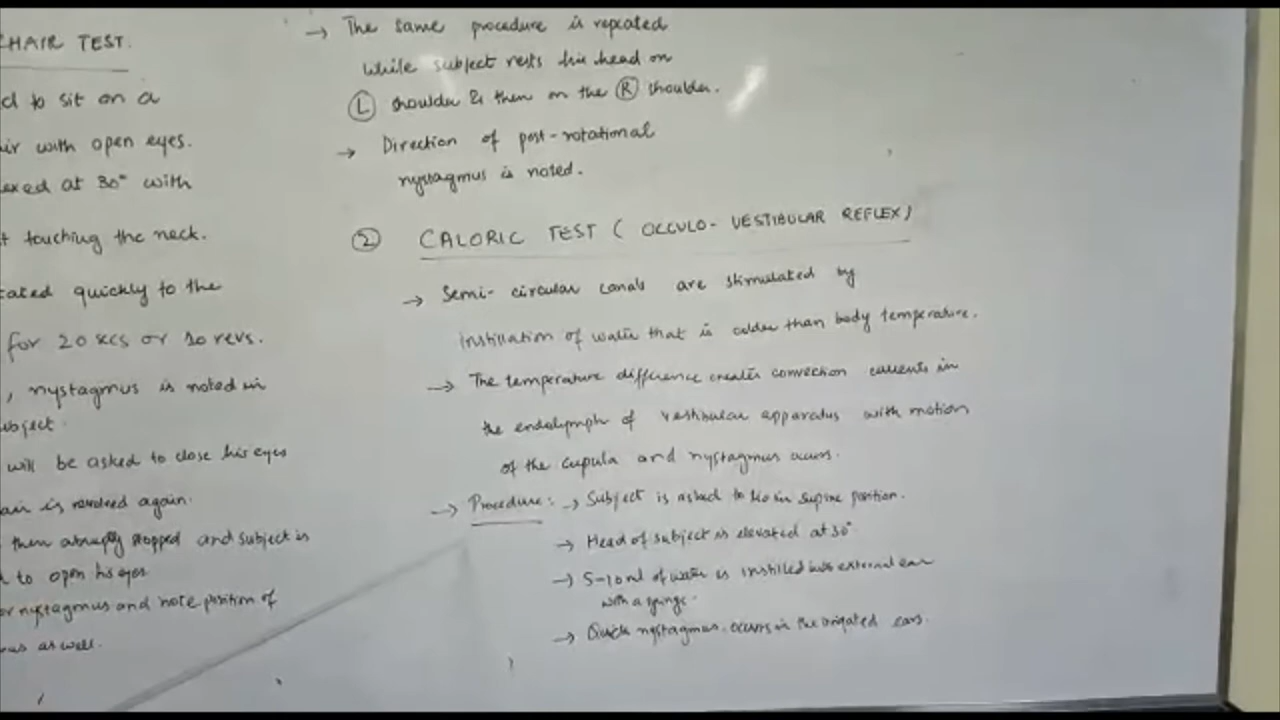 CHAIR TEST.
d to sit on a
air with open eyes.
exed at 30° with
t touching the neck.
tated quickly to the
for 20 secs or 10 revs.
, nystagmus is noted in
ubject.
will be asked to close his eyes
air is revolved again.
then abruptly stopped and subject is
d to open his eyes
or nystagmus and note position of
us as well.
→ The same procedure is repeated
while subject rests his head on
Ⓛ shoulder & then on the Ⓡ shoulder.
→ Direction of post-rotational
nystagmus is noted.
② CALORIC TEST ( OCCULO- VESTIBULAR REFLEX)
→ Semi-circular canals are stimulated by
instillation of water that is colder than body temperature.
→ The temperature difference creates convection currents in
the endolymph of vestibular apparatus with motion
of the cupula and nystagmus occurs.
→ Procedure: → Subject is asked to lie in supine position.
→ Head of subject is elevated at 30°
→ 5-10 ml of water is instilled into external ear
with a syringe.
→ Quick nystagmus occurs in the irrigated ears.